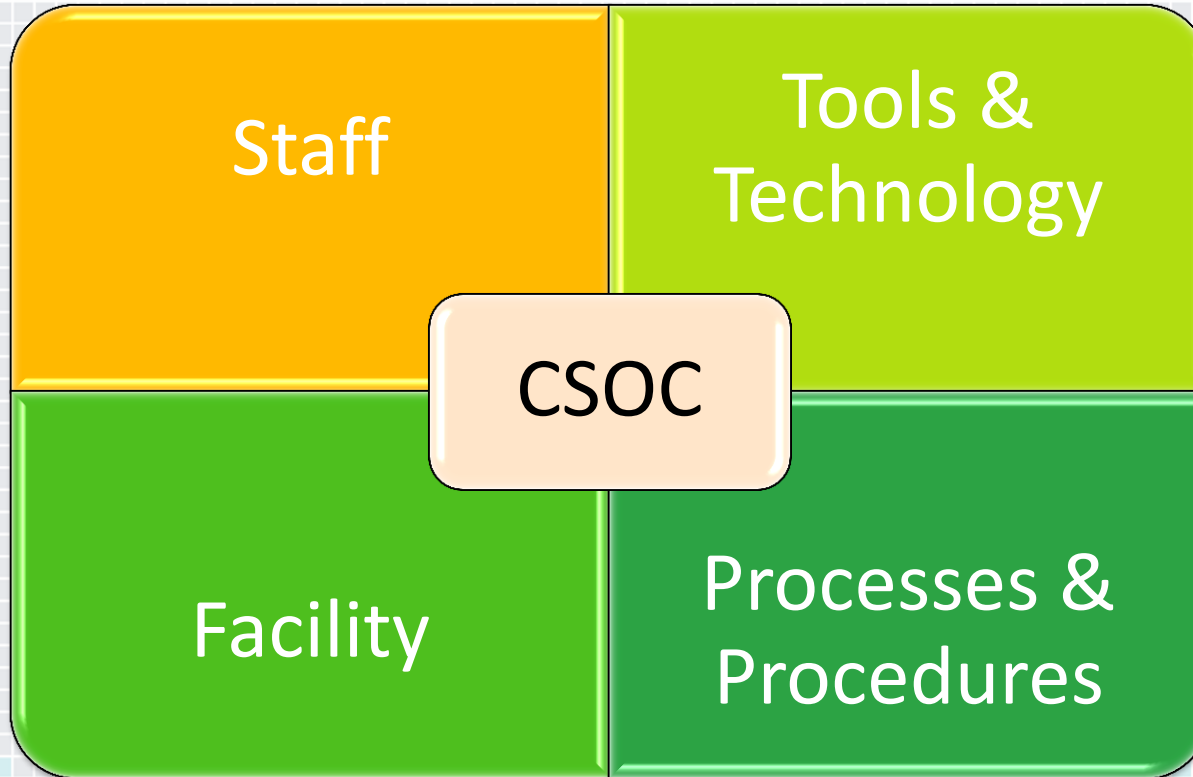 Staff
Tools &
Technology
CSOC
Facility
Processes &
Procedures